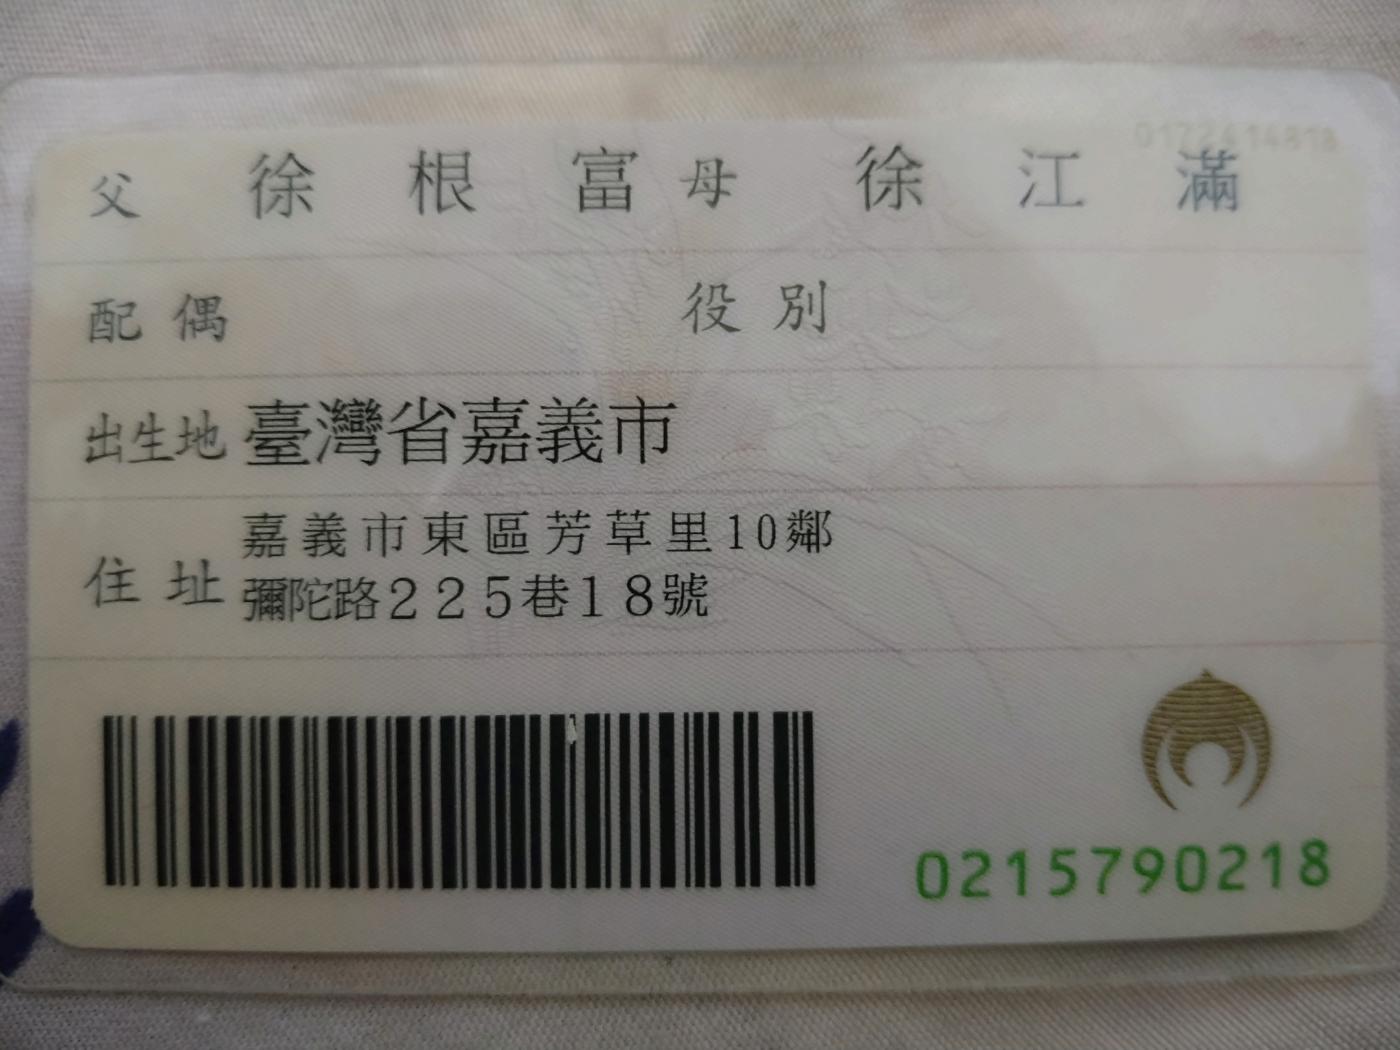 父 徐根富 母 徐江滿
配偶 役別
出生地 臺灣省嘉義市
住址 嘉義市東區芳草里10鄰
彌陀路225巷18號
0215790218